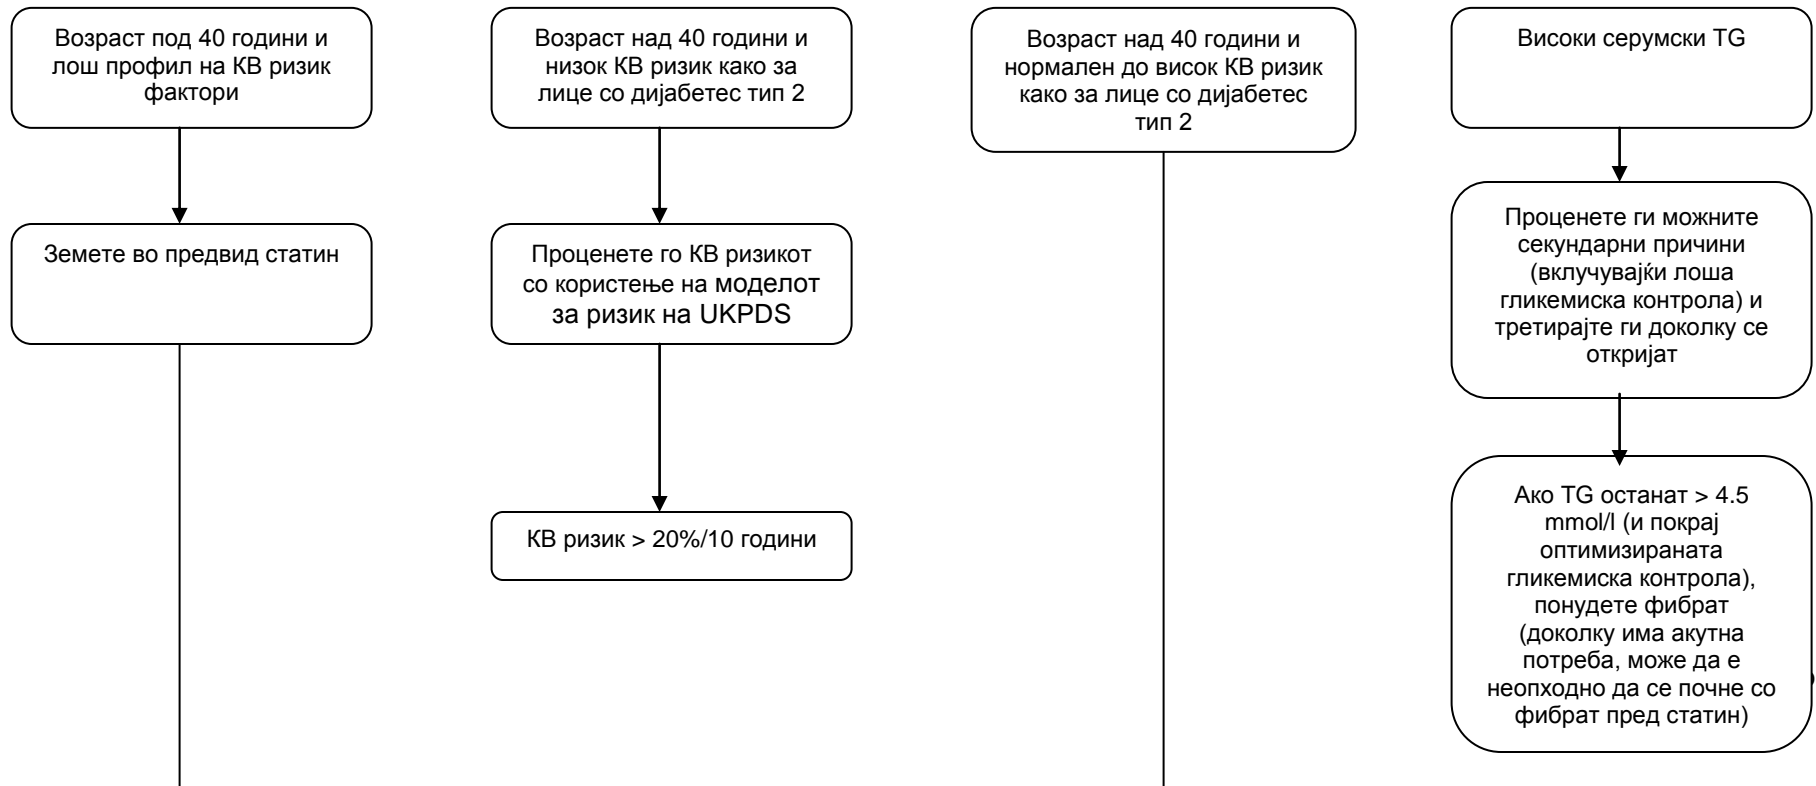 Возраст под 40 години и
лош профил на КВ ризик
фактори
Возраст над 40 години и
низок КВ ризик како за
лице со дијабетес тип 2
Возраст над 40 години и
нормален до висок КВ ризик
како за лице со дијабетес
тип 2
Високи серумски TG
Земете во предвид статин
Проценете го КВ ризикот
со користење на моделот
за ризик на UKPDS
Проценете ги можните
секундарни причини
(вклучувајќи лоша
гликемиска контрола) и
третирајте ги доколку се
откријат
КВ ризик > 20%/10 години
Ако TG останат > 4.5
mmol/l (и покрај
оптимизираната
гликемиска контрола),
понудете фибрат
(доколку има акутна
потреба, може да е
неопходно да се почне со
фибрат пред статин)